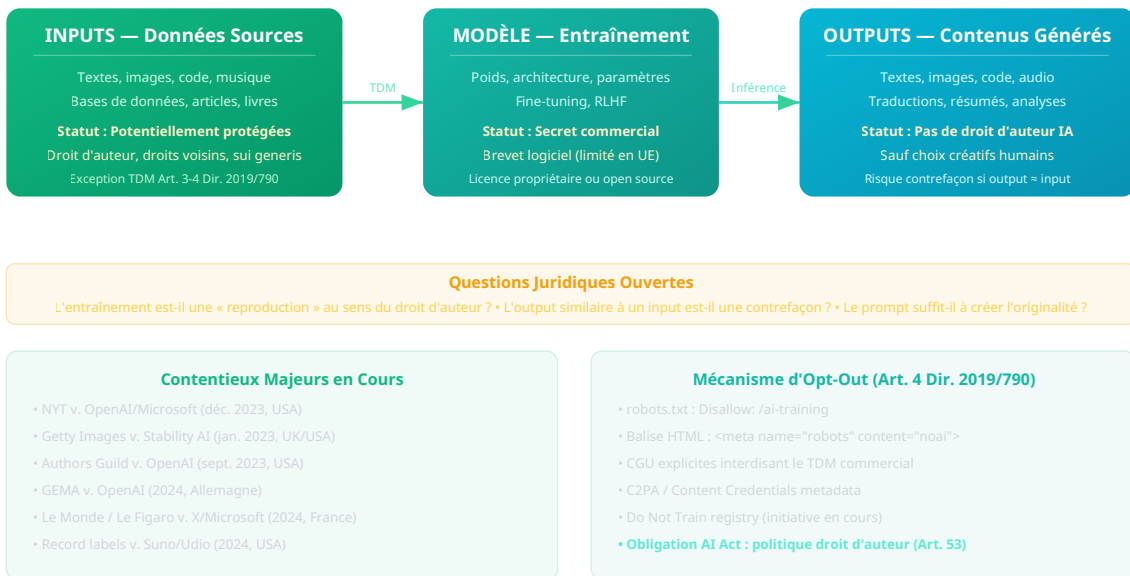 INPUTS — Données Sources
Textes, images, code, musique
Bases de données, articles, livres
Statut : Potentiellement protégées
Droit d'auteur, droits voisins, sui generis
Exception TDM Art. 3-4 Dir. 2019/790
TDM
MODÈLE — Entraînement
Poids, architecture, paramètres
Fine-tuning, RLHF
Statut : Secret commercial
Brevet logiciel (limité en UE)
Licence propriétaire ou open source
Inférence
OUTPUTS — Contenus Générés
Textes, images, code, audio
Traductions, résumés, analyses
Statut : Pas de droit d'auteur IA
Sauf choix créatifs humains
Risque contrefaçon si output ≈ input
Questions Juridiques Ouvertes
L'entraînement est-il une « reproduction » au sens du droit d'auteur ? • L'output similaire à un input est-il une contrefaçon ? • Le prompt suffit-il à créer l'originalité ?
Contentieux Majeurs en Cours
• NYT v. OpenAI/Microsoft (déc. 2023, USA)
• Getty Images v. Stability AI (jan. 2023, UK/USA)
• Authors Guild v. OpenAI (sept. 2023, USA)
• GEMA v. OpenAI (2024, Allemagne)
• Le Monde / Le Figaro v. X/Microsoft (2024, France)
• Record labels v. Suno/Udio (2024, USA)
Mécanisme d'Opt-Out (Art. 4 Dir. 2019/790)
• robots.txt : Disallow: /ai-training
• Balise HTML : <meta name="robots" content="noai">
• CGU explicites interdisant le TDM commercial
• C2PA / Content Credentials metadata
• Do Not Train registry (initiative en cours)
• Obligation AI Act : politique droit d'auteur (Art. 53)